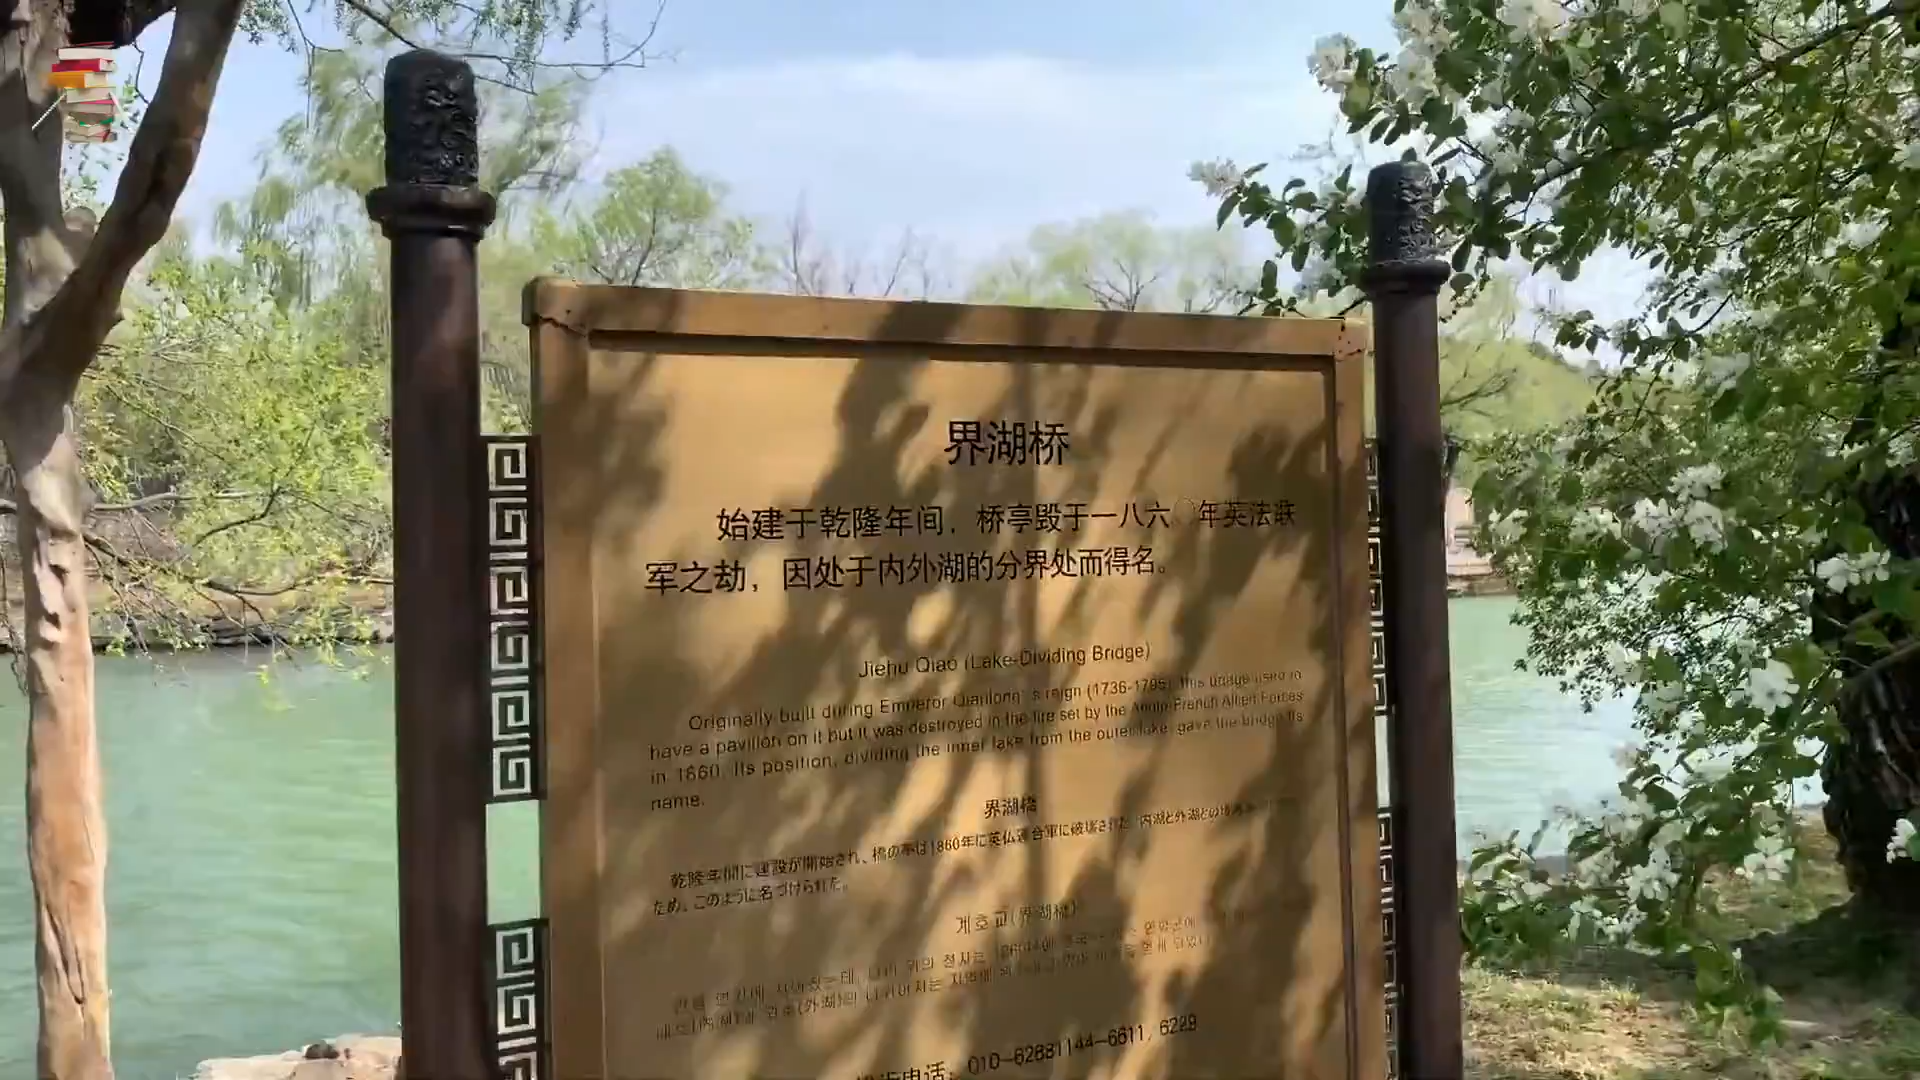 界湖桥
始建于乾隆年间，桥亭毁于一八六〇年英法联
军之劫，因处于内外湖的分界处而得名。
Jiehu Qiao (Lake-Dividing Bridge)
Originally built during Emperor Qianlong's reign (1736-1795), this bridge used to
have a pavilion on it but it was destroyed in the fire set by the Anglo-French Allied Forces
in 1860. Its position, dividing the inner lake from the outer lake, gave the bridge its
name.
界湖橋
乾隆年間に建設が開始され、橋の亭は1860年に英仏連合軍に破壊された。内湖と外湖との境界
ため、このように名づけられた。
계호교(界湖橋)
电话：010-62881144-6611, 6229